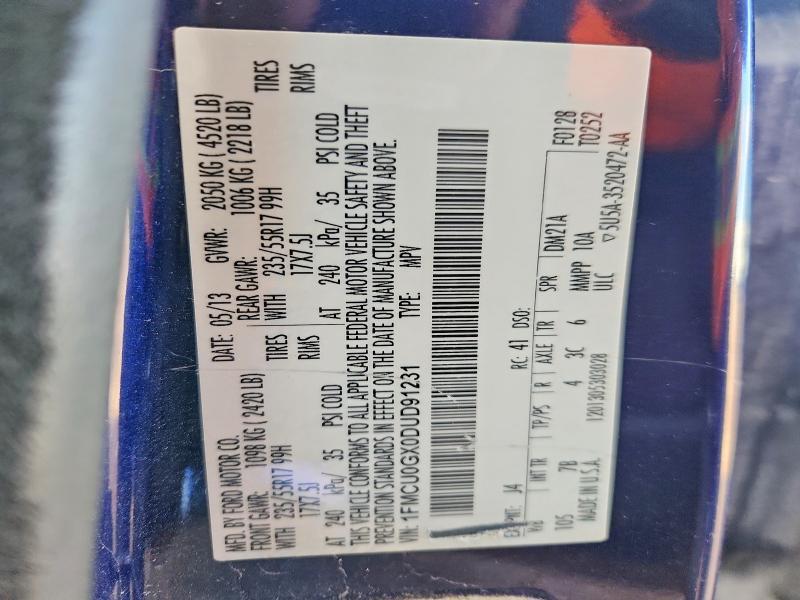 MFD. BY FORD MOTOR CO. DATE: 05/13 GVWR: 2050 KG ( 4520 LB)
FRONT GAWR: 1098 KG ( 2420 LB) REAR GAWR: 1006 KG ( 2218 LB)
WITH 235/55R17 99H TIRES WITH 235/55R17 99H TIRES
17X7.5J RIMS 17X7.5J RIMS
AT 240 kPa/ 35 PSI COLD AT 240 kPa/ 35 PSI COLD
THIS VEHICLE CONFORMS TO ALL APPLICABLE FEDERAL MOTOR VEHICLE SAFETY AND THEFT
PREVENTION STANDARDS IN EFFECT ON THE DATE OF MANUFACTURE SHOWN ABOVE.
VIN: 1FMCU0GX0DUD91231 TYPE: MPV
EXT PNT: J4 RC: 41 DSO: F0128
WB INT TR TP/PS R AXLE TR SPR DM21A T0252
105 7B 4 3C 6 MMPP 10A
MADE IN U.S.A. 1201305303028 ULC ▽5U5A-3520472-AA